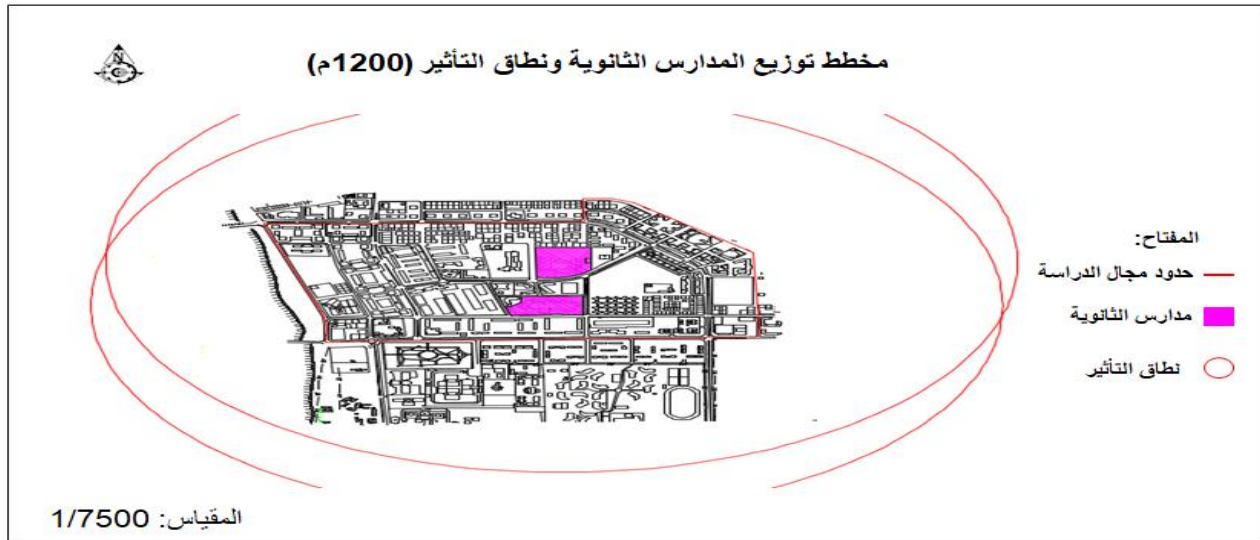 مخطط توزيع المدارس الثانوية ونطاق التأثير (1200م)
N
المفتاح:
حدود مجال الدراسة
مدارس الثانوية
نطاق التأثير
المقياس: 1/7500